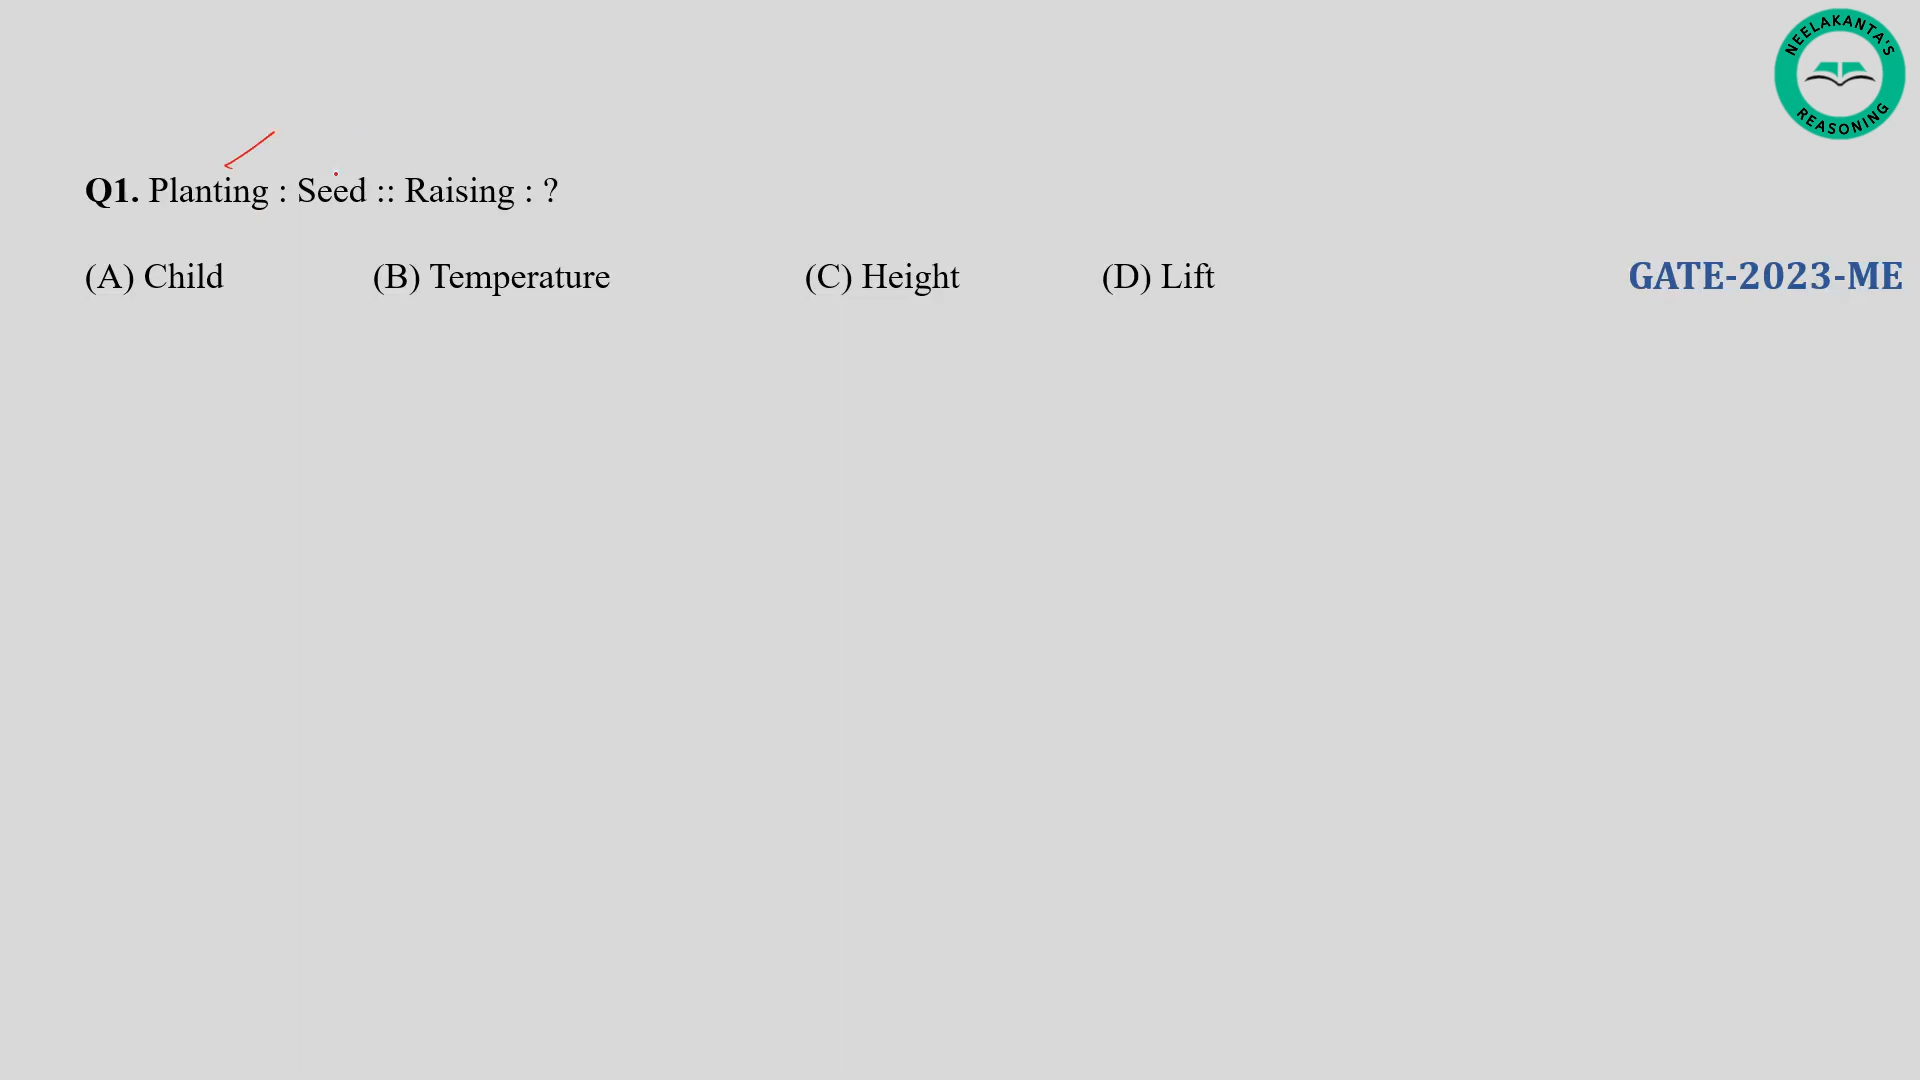 NEELAKANTA'S
REASONING
Q1. Planting : Seed :: Raising : ?
(A) Child (B) Temperature (C) Height (D) Lift GATE-2023-ME